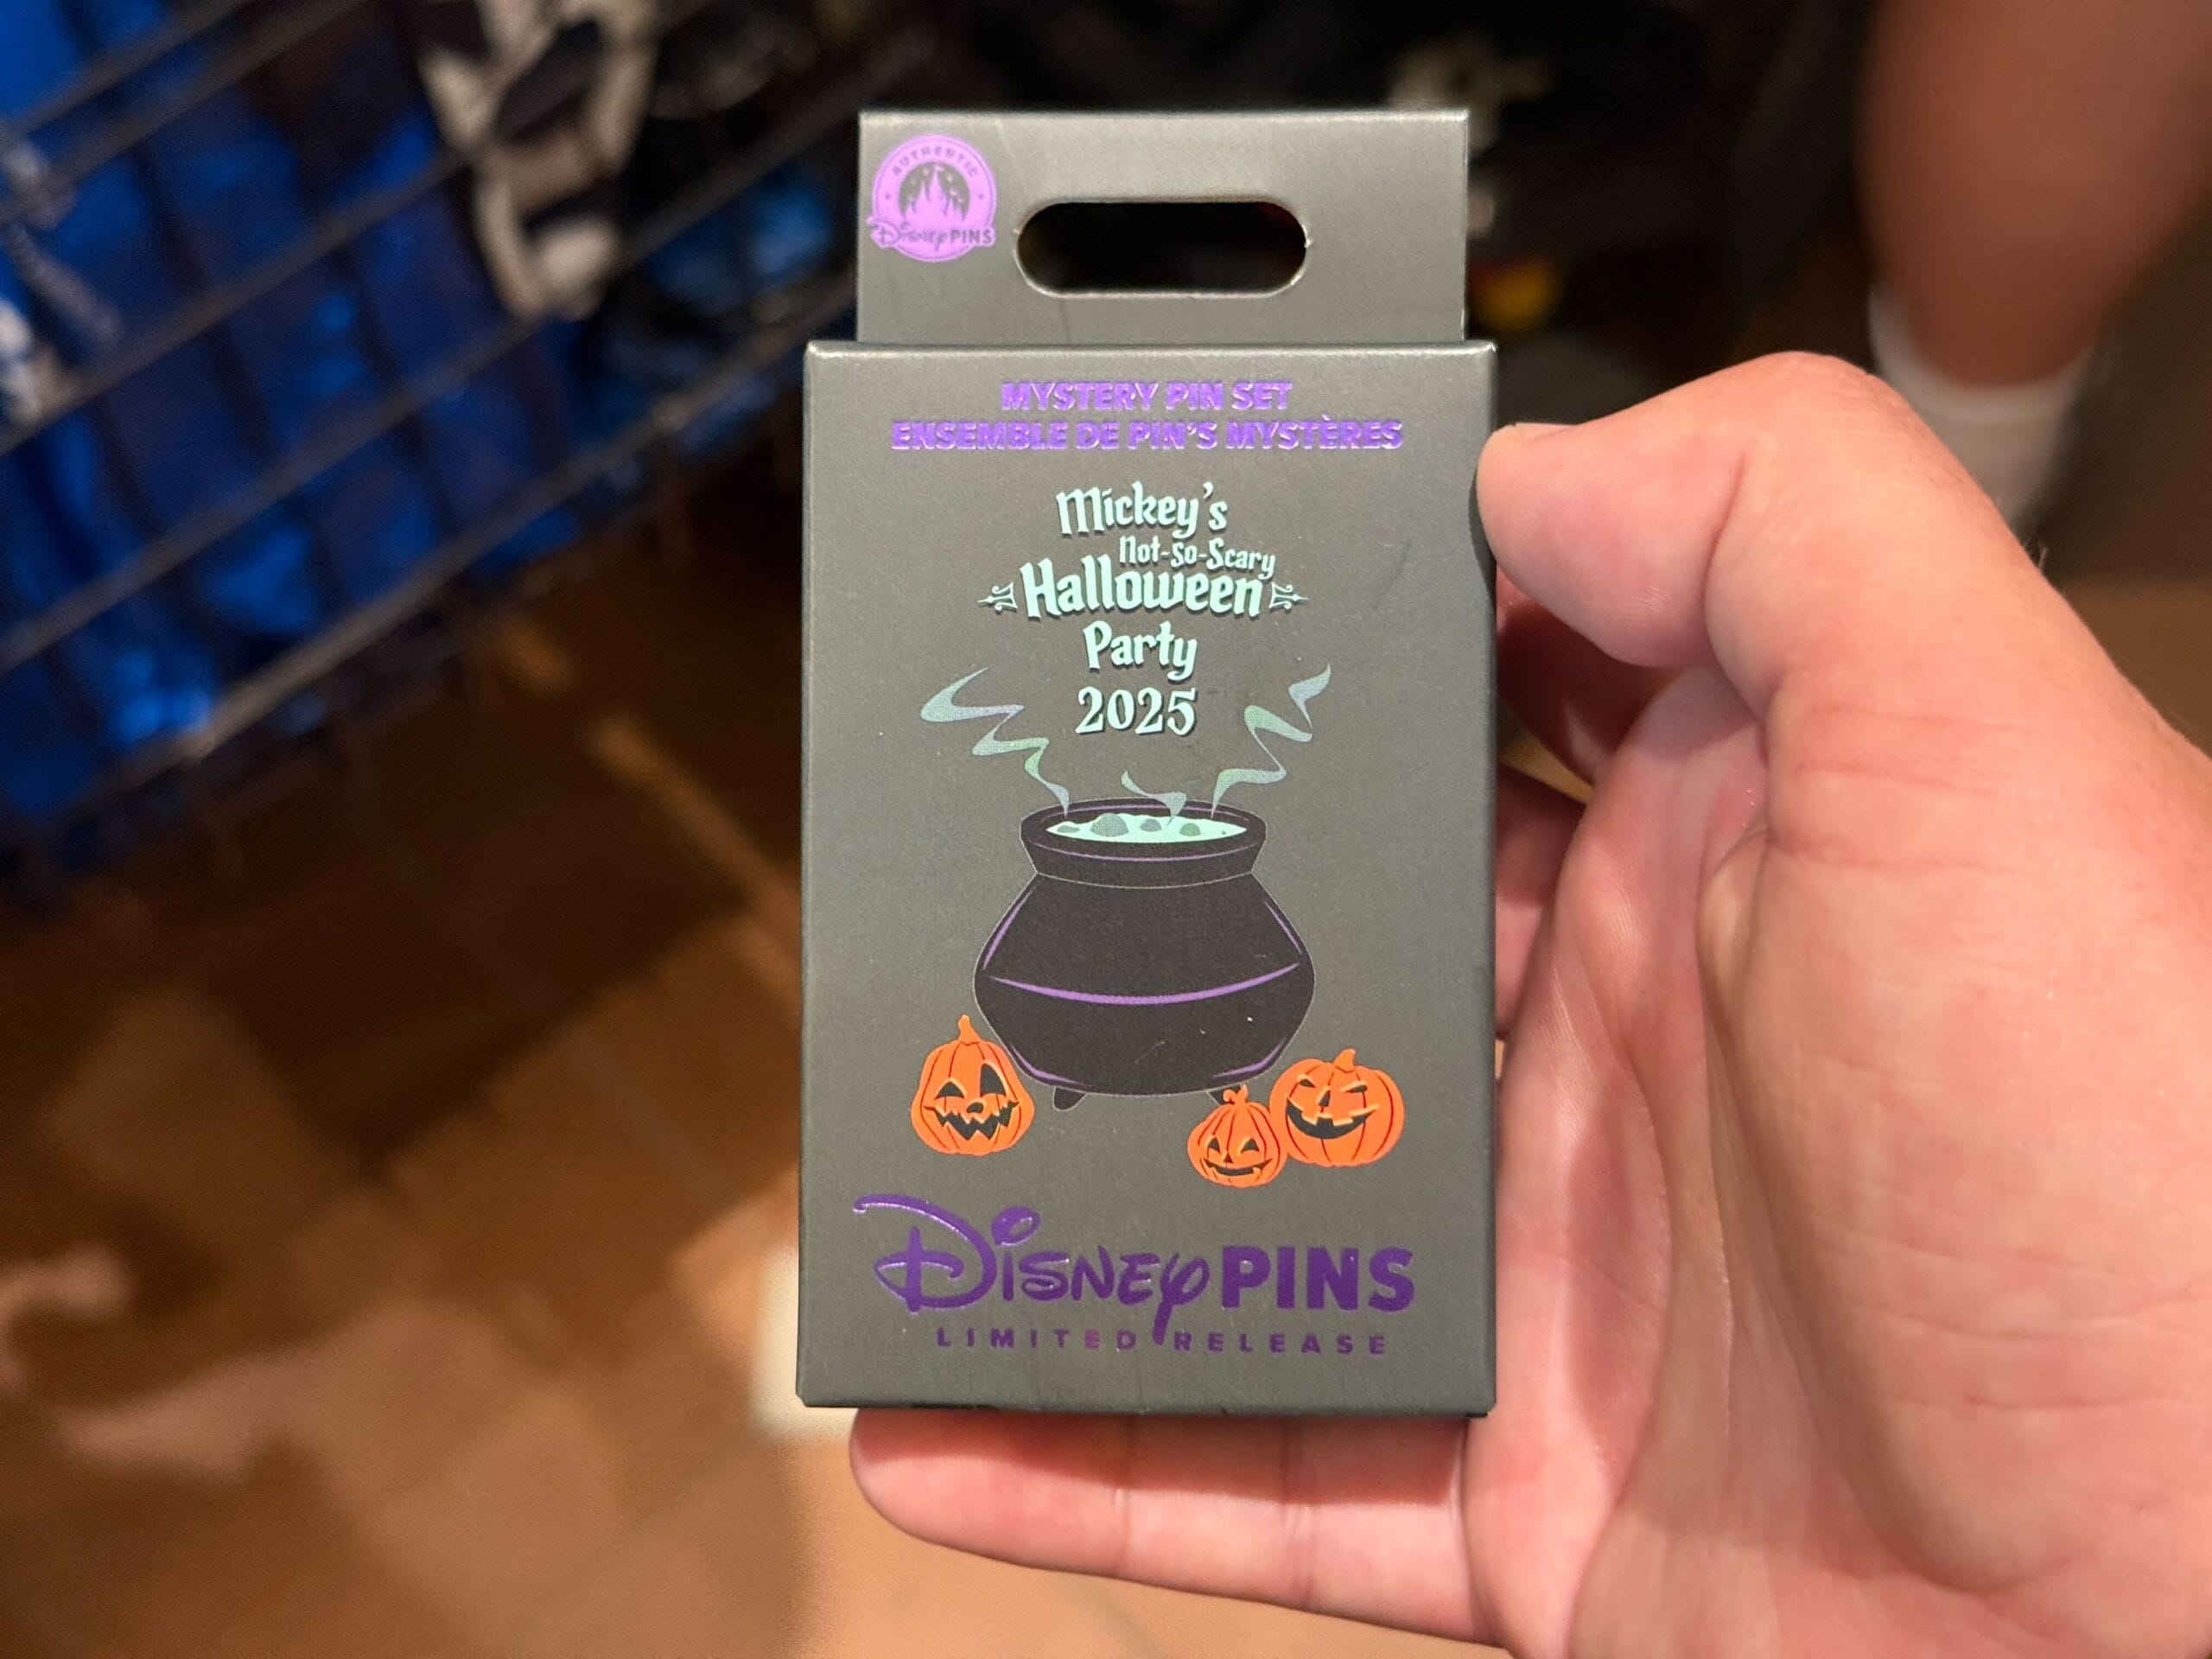 AUTHENTIC
Disney PINS
MYSTERY PIN SET
ENSEMBLE DE PIN'S MYSTÈRES
Mickey's
Not-So-Scary
Halloween
Party
2025
Disney PINS
LIMITED RELEASE